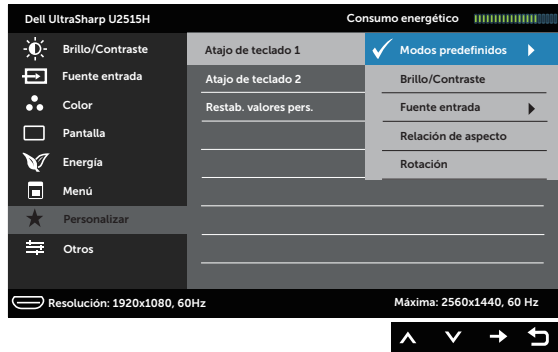 Dell UltraSharp U2515H Consumo energético
Brillo/Contraste Atajo de teclado 1 Modos predefinidos
Fuente entrada Atajo de teclado 2 Brillo/Contraste
Color Restab. valores pers. Fuente entrada
Pantalla Relación de aspecto
Energía Rotación
Menú
Personalizar
Otros
Resolución: 1920x1080, 60Hz Máxima: 2560x1440, 60 Hz